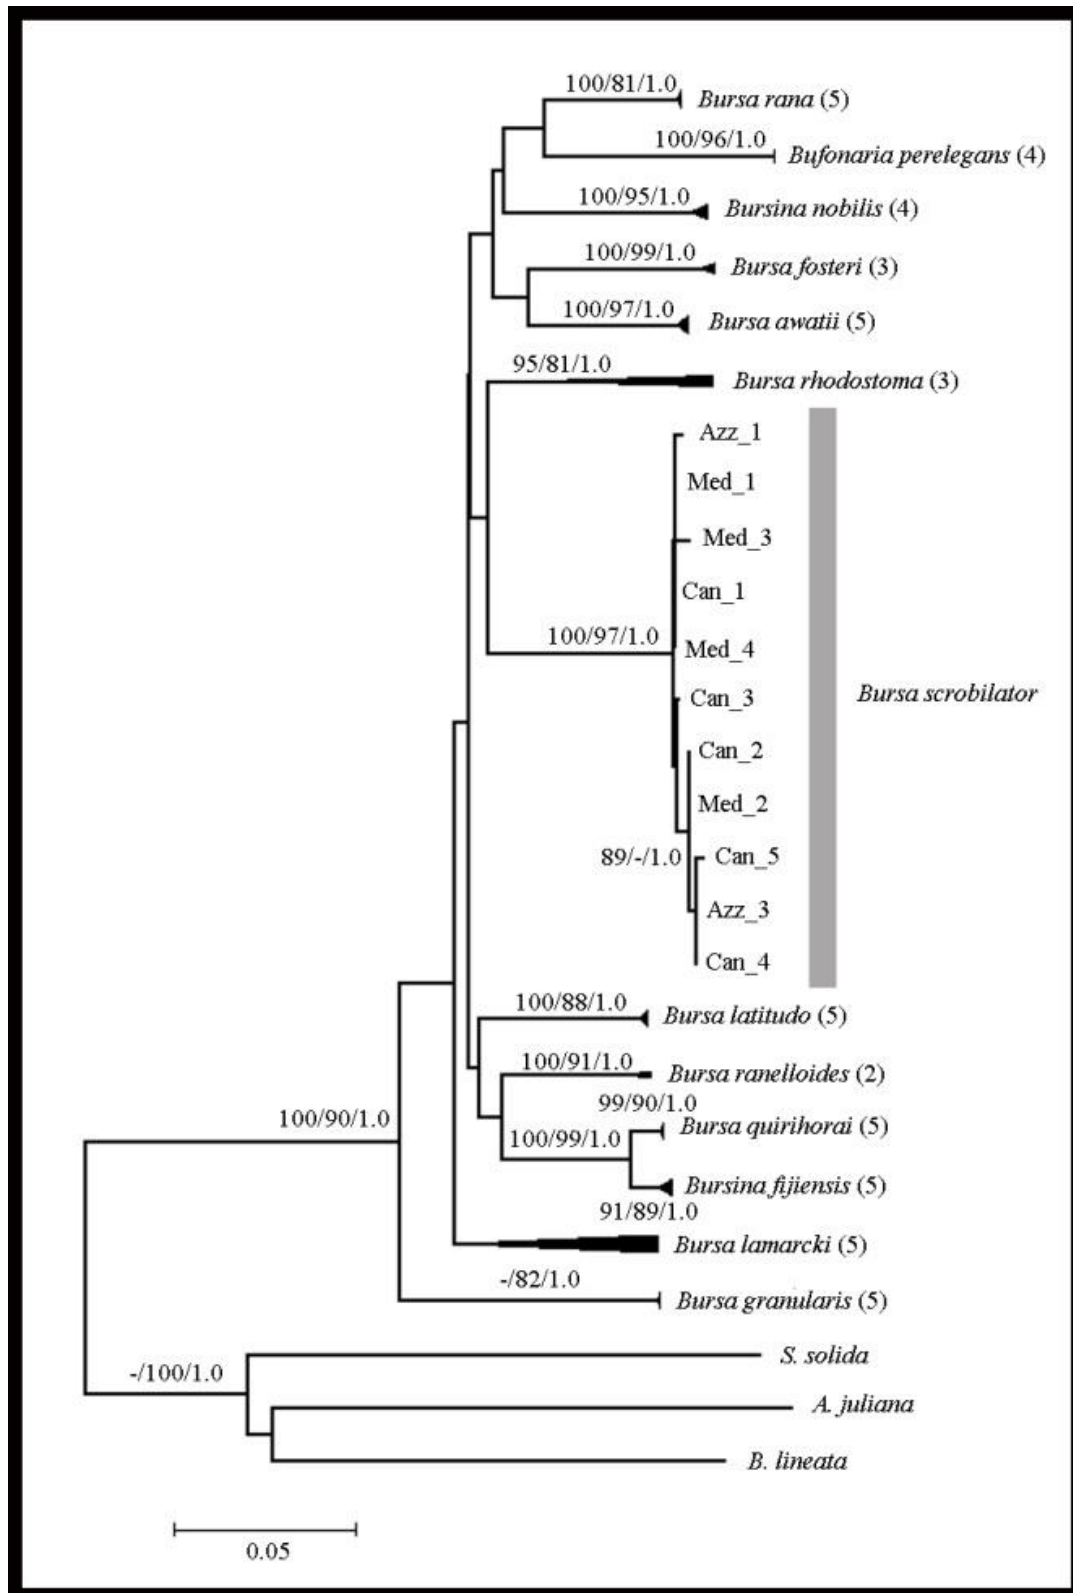 100/81/1.0
Bursa rana (5)
100/96/1.0
Bufonaria perelegans (4)
100/95/1.0
Bursina nobilis (4)
100/99/1.0
Bursa fosteri (3)
100/97/1.0
Bursa awatii (5)
95/81/1.0
Bursa rhodostoma (3)
Azz_1
Med_1
Med_3
Can_1
100/97/1.0
Med_4
Can_3
Bursa scrobilator
Can_2
Med_2
89/-/1.0
Can_5
Azz_3
Can_4
100/88/1.0
Bursa latitudo (5)
100/91/1.0
Bursa ranelloides (2)
99/90/1.0
100/90/1.0
Bursa quirihorai (5)
100/99/1.0
Bursina fijiensis (5)
91/89/1.0
Bursa lamarcki (5)
-/82/1.0
Bursa granularis (5)
S. solida
-/100/1.0
A. juliana
B. lineata
0.05